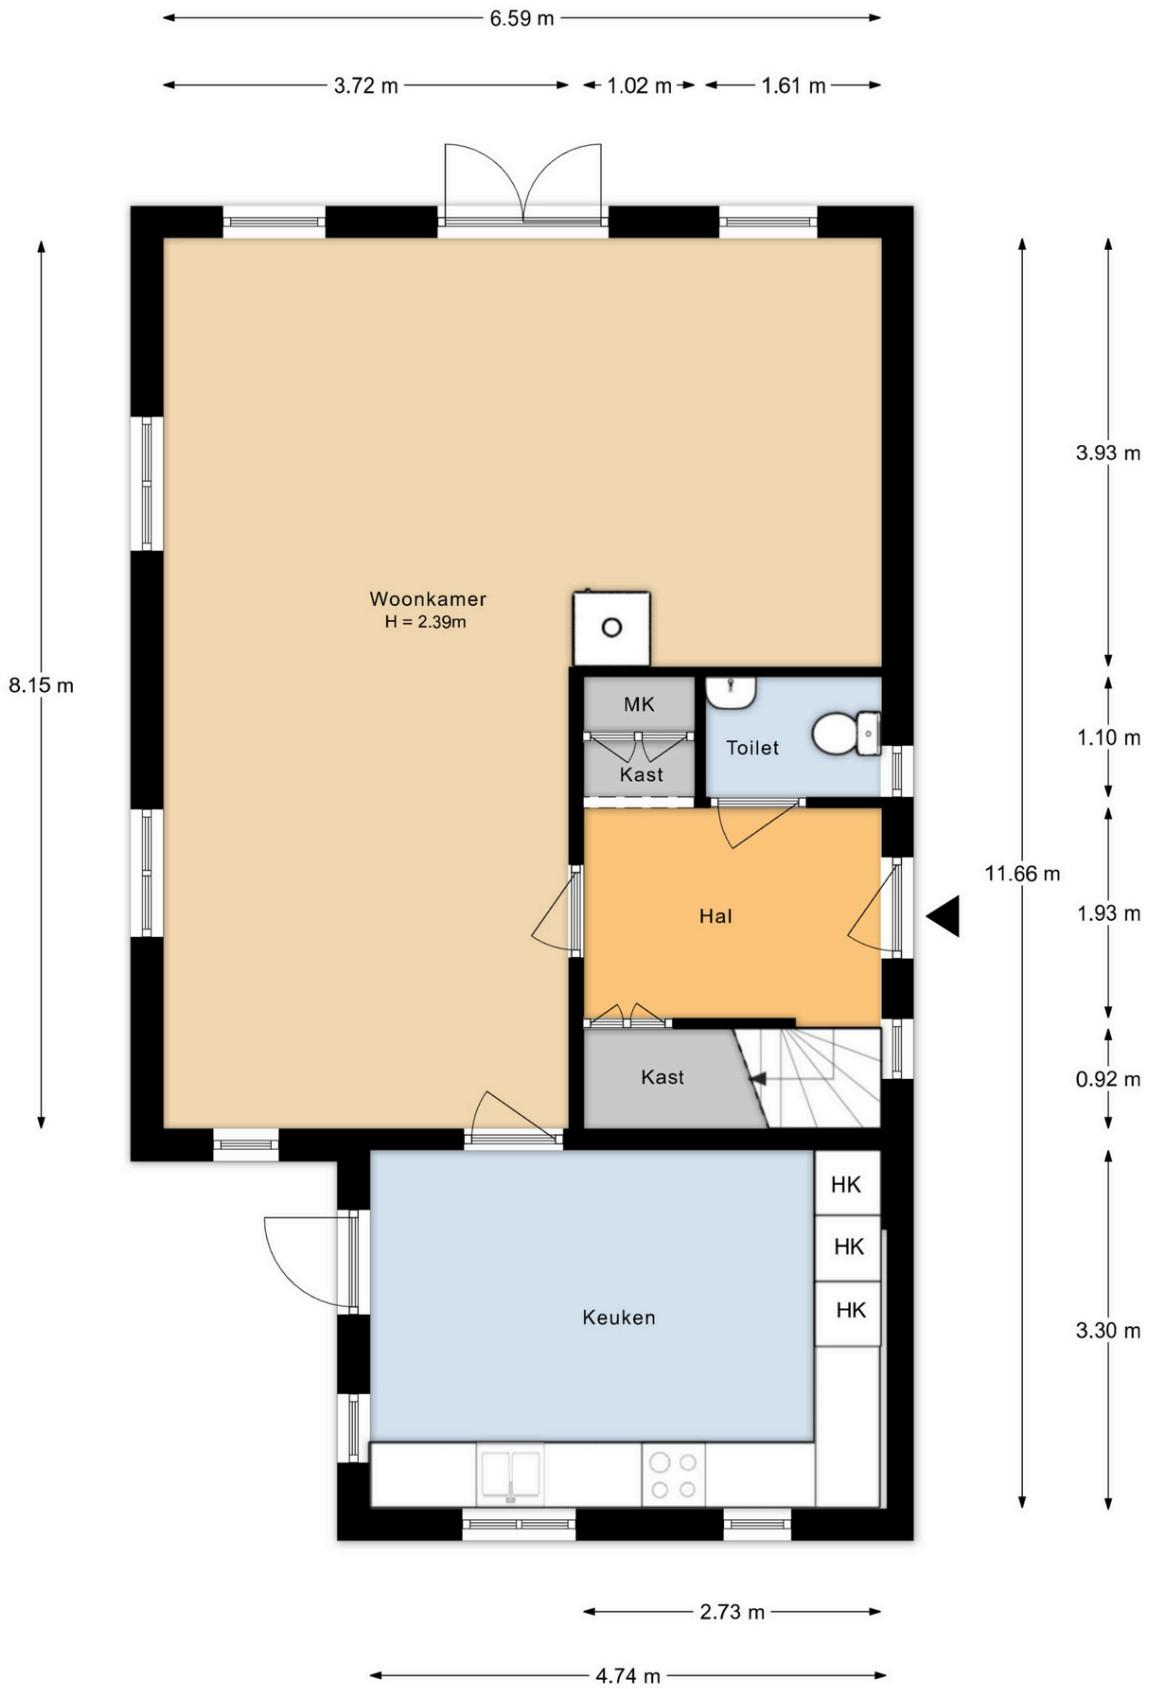 6.59 m
3.72 m
1.02 m
1.61 m
3.93 m
Woonkamer
H = 2.39m
8.15 m
MK
Toilet
1.10 m
Kast
11.66 m
Hal
1.93 m
Kast
0.92 m
HK
HK
HK
Keuken
3.30 m
2.73 m
4.74 m